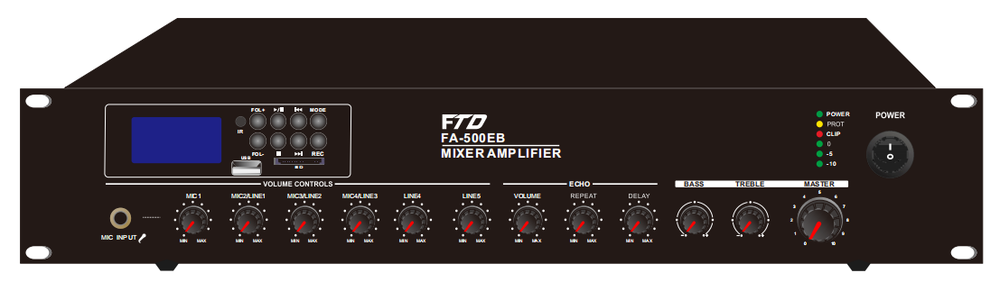 FOL+ ►/II I◄◄ MODE
IR
FOL- ■ ►►I REC
USB
SD
FTD
FA-500EB
MIXER AMPLIFIER
POWER
PROT
CLIP
0
-5
-10
POWER
I
O
VOLUME CONTROLS
ECHO
BASS TREBLE MASTER
MIC1 MIC2/LINE1 MIC3/LINE2 MIC4/LINE3 LINE4 LINE5 VOLUME REPEAT DELAY
MIC INPUT
MIN MAX MIN MAX MIN MAX MIN MAX MIN MAX MIN MAX MIN MAX MIN MAX MIN MAX
- + - +
0 1 2 3 4 5 6 7 8 9 10